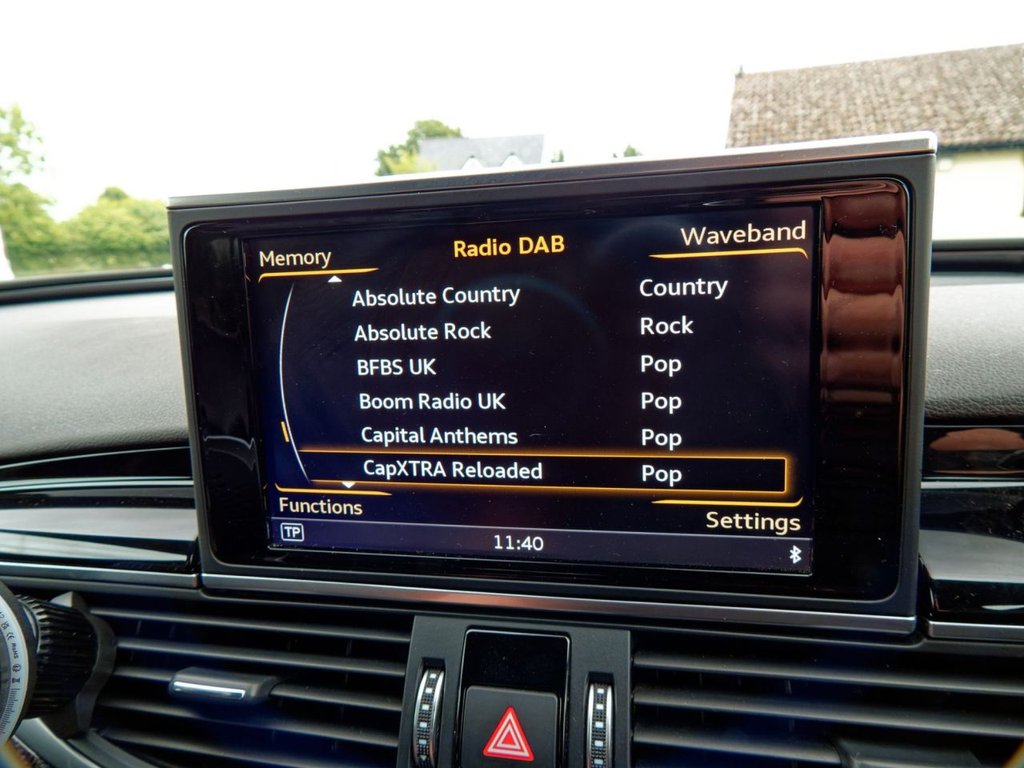 Memory Radio DAB Waveband
Absolute Country Country
Absolute Rock Rock
BFBS UK Pop
Boom Radio UK Pop
Capital Anthems Pop
CapXTRA Reloaded Pop
Functions Settings
TP 11:40